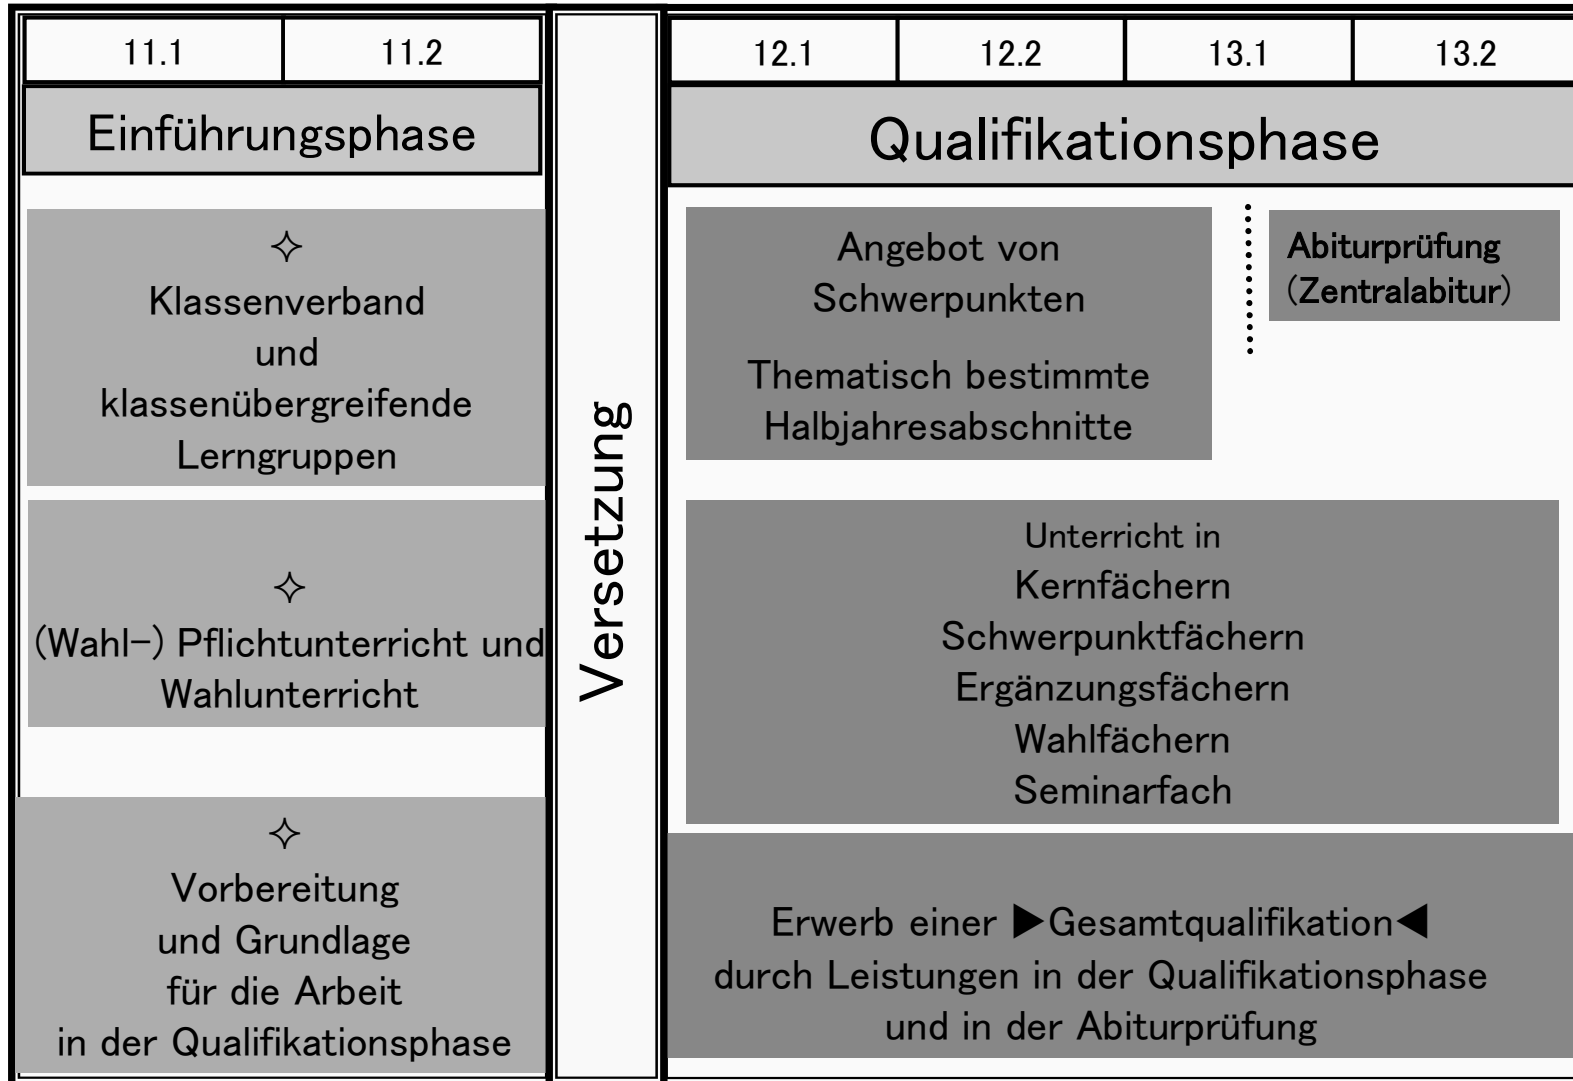 11.1 11.2
Einführungsphase
✧
Klassenverband
und
klassenübergreifende
Lerngruppen
✧
(Wahl-) Pflichtunterricht und
Wahlunterricht
✧
Vorbereitung
und Grundlage
für die Arbeit
in der Qualifikationsphase
Versetzung
12.1 12.2 13.1 13.2
Qualifikationsphase
Angebot von
Schwerpunkten
Thematisch bestimmte
Halbjahresabschnitte
Abiturprüfung
(Zentralabitur)
Unterricht in
Kernfächern
Schwerpunktfächern
Ergänzungsfächern
Wahlfächern
Seminarfach
Erwerb einer ▶Gesamtqualifikation◀
durch Leistungen in der Qualifikationsphase
und in der Abiturprüfung